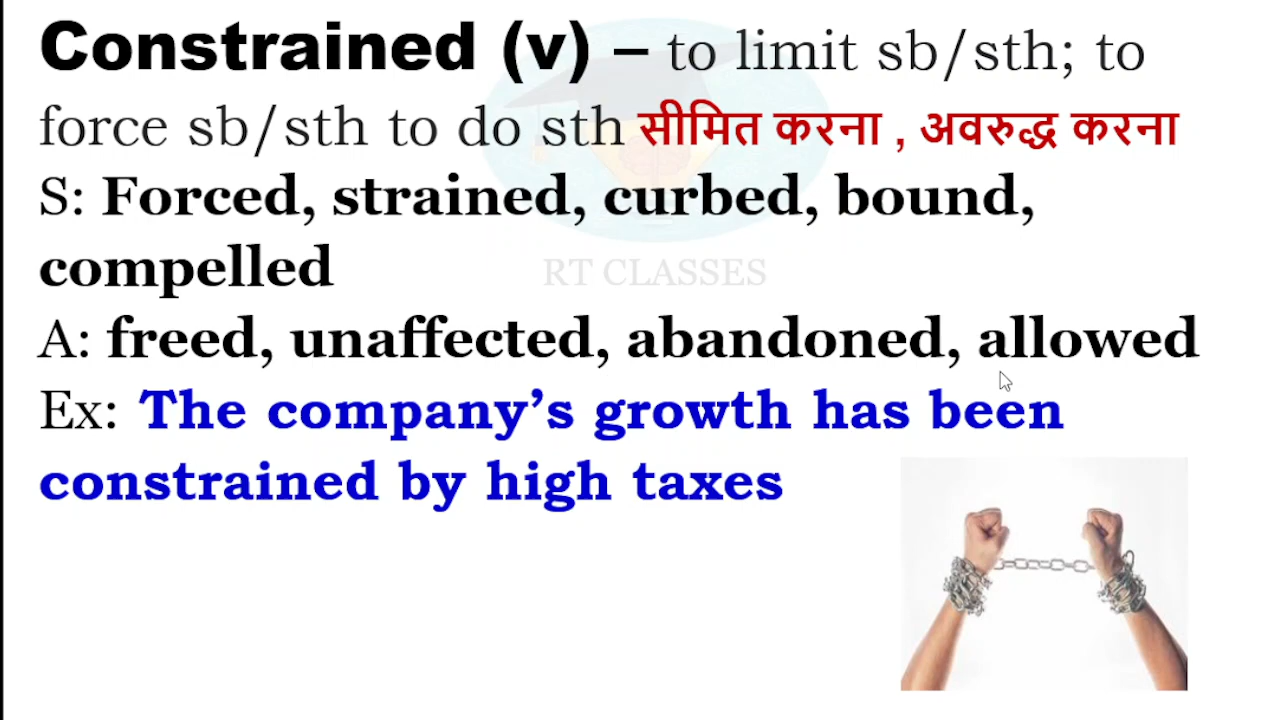 Constrained (v) – to limit sb/sth; to
force sb/sth to do sth सीमित करना , अवरुद्ध करना
S: Forced, strained, curbed, bound,
compelled
RT CLASSES
A: freed, unaffected, abandoned, allowed
Ex: The company’s growth has been
constrained by high taxes